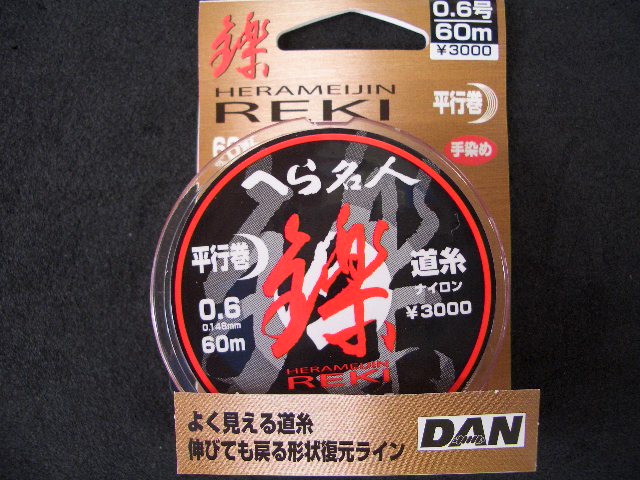 鑠
0.6号
60m
¥3000
HERAMEIJIN
REKI
平行巻
手染め
へら名人
平行巻
鑠
道糸
ナイロン
¥3000
0.6
0.148mm
60m
HERAMEIJIN
REKI
よく見える道糸
伸びても戻る形状復元ライン
DAN